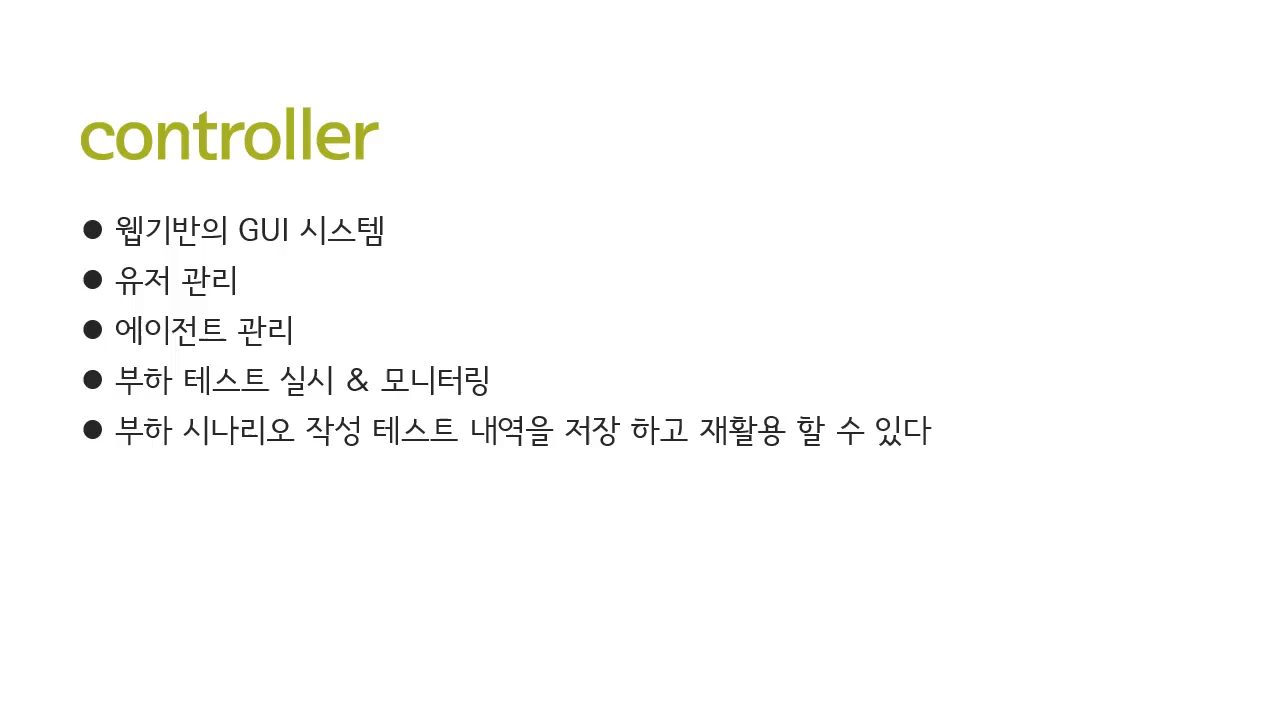 controller
● 웹기반의 GUI 시스템
● 유저 관리
● 에이전트 관리
● 부하 테스트 실시 & 모니터링
● 부하 시나리오 작성 테스트 내역을 저장 하고 재활용 할 수 있다